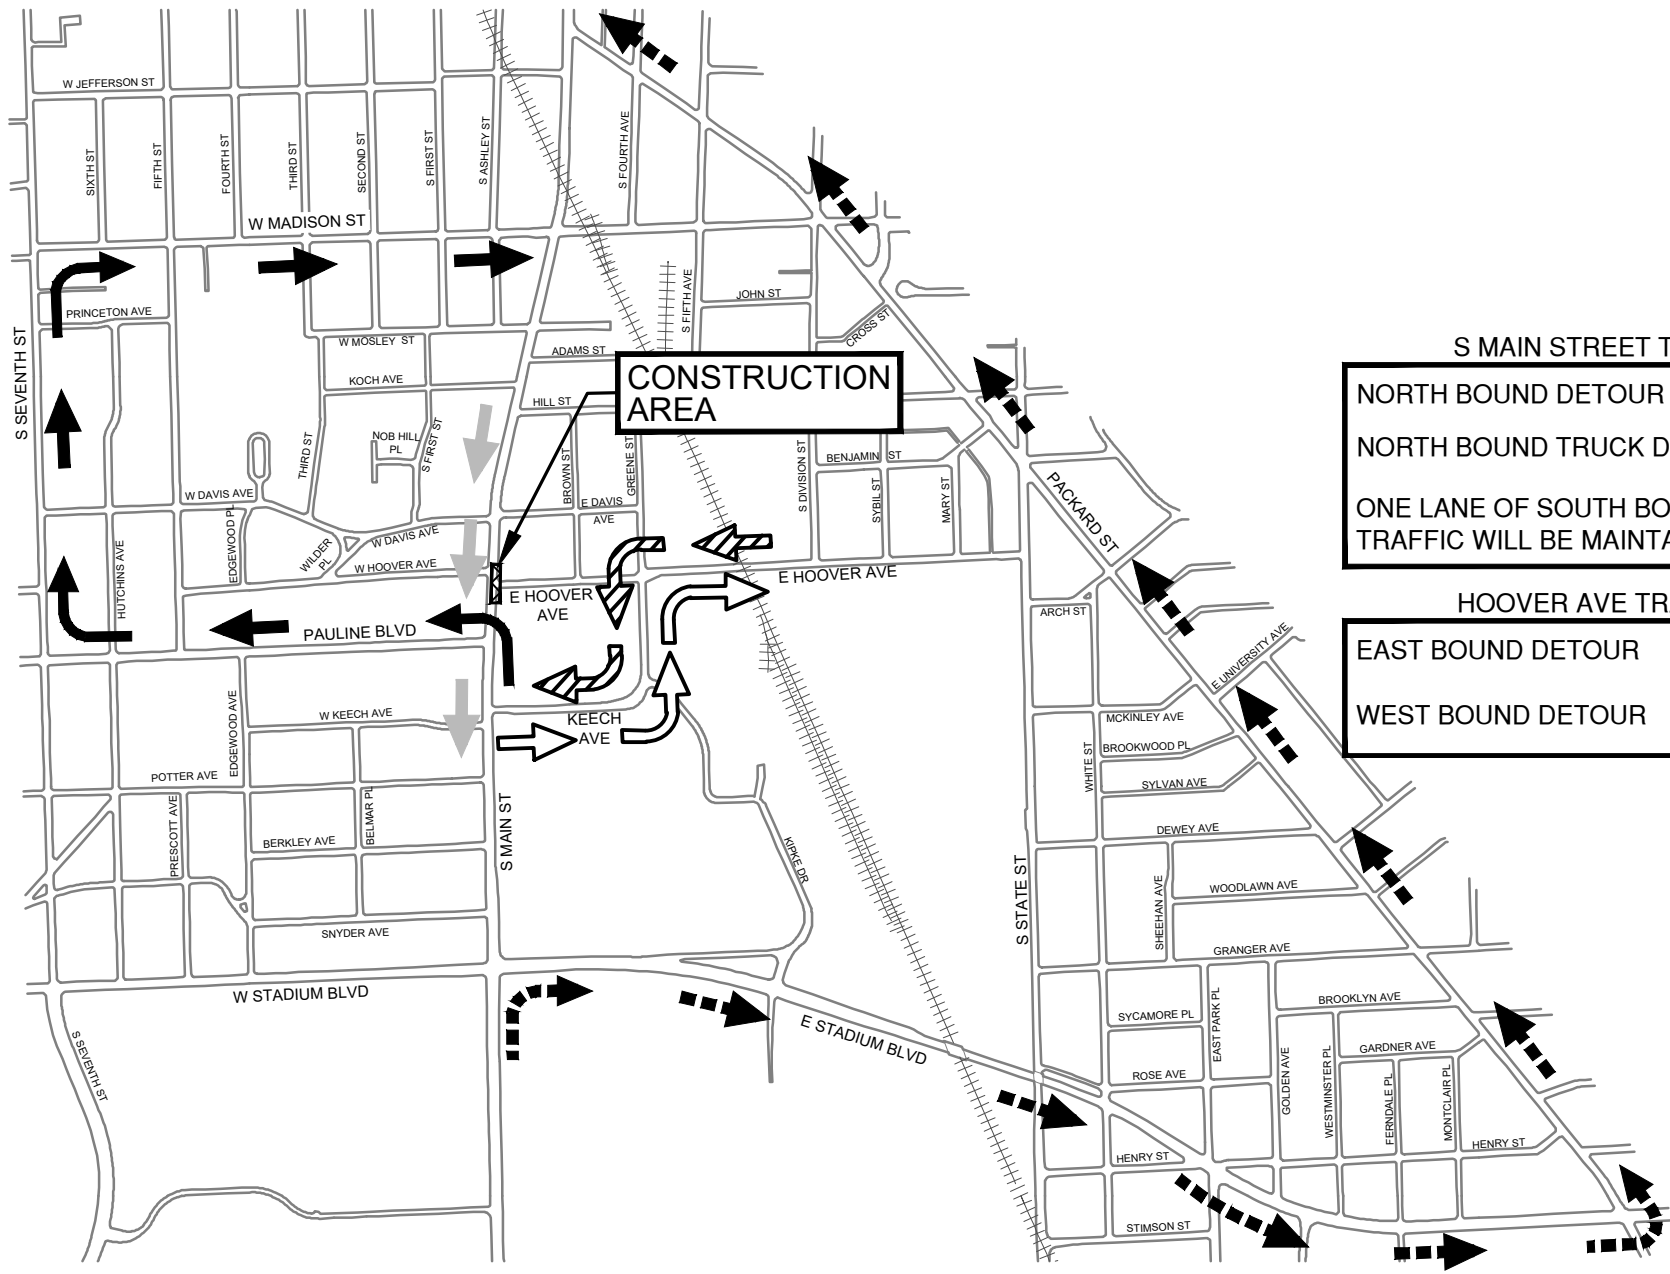 W JEFFERSON ST
SIXTH ST
FIFTH ST
FOURTH ST
THIRD ST
SECOND ST
S FIRST ST
S ASHLEY ST
S FOURTH AVE
W MADISON ST
S FIFTH AVE
JOHN ST
PRINCETON AVE
CROSS ST
S SEVENTH ST
W MOSLEY ST
ADAMS ST
KOCH AVE
CONSTRUCTION
AREA
HILL ST
S MAIN STREET T
NORTH BOUND DETOUR
NORTH BOUND TRUCK D
ONE LANE OF SOUTH BO
TRAFFIC WILL BE MAINTA
THIRD ST
NOB HILL
PL
S FIRST ST
BROWN ST
GREENE ST
S DIVISION ST
BENJAMIN ST
SYBIL ST
MARY ST
PACKARD ST
W DAVIS AVE
EDGEWOOD PL
E DAVIS
AVE
WILDER
PL
W DAVIS AVE
W HOOVER AVE
HUTCHINS AVE
E HOOVER
AVE
E HOOVER AVE
PAULINE BLVD
ARCH ST
E UNIVERSITY AVE
HOOVER AVE TRA
EAST BOUND DETOUR
WEST BOUND DETOUR
EDGEWOOD AVE
W KEECH AVE
KEECH
AVE
MCKINLEY AVE
WHITE ST
BROOKWOOD PL
POTTER AVE
SYLVAN AVE
PRESCOTT AVE
BELMAR PL
S MAIN ST
BERKLEY AVE
KIPKE DR
DEWEY AVE
S STATE ST
SHEEHAN AVE
WOODLAWN AVE
SNYDER AVE
GRANGER AVE
W STADIUM BLVD
E STADIUM BLVD
S SEVENTH ST
SYCAMORE PL
EAST PARK PL
BROOKLYN AVE
GOLDEN AVE
WESTMINSTER PL
GARDNER AVE
FERNDALE PL
MONTCLAIR PL
ROSE AVE
HENRY ST
HENRY ST
STIMSON ST